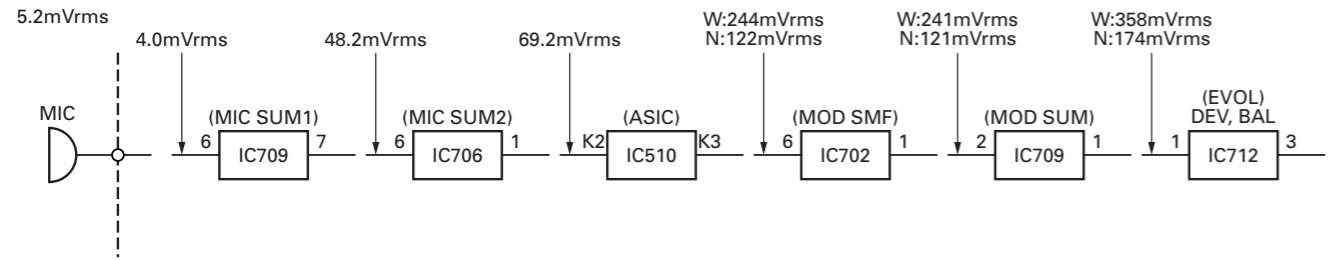 5.2mVrms
4.0mVrms
48.2mVrms
69.2mVrms
W:244mVrms
N:122mVrms
W:241mVrms
N:121mVrms
W:358mVrms
N:174mVrms
MIC
(MIC SUM1)
6 IC709 7
(MIC SUM2)
6 IC706 1
(ASIC)
K2 IC510 K3
(MOD SMF)
6 IC702 1
(MOD SUM)
2 IC709 1
(EVOL)
DEV, BAL
1 IC712 3